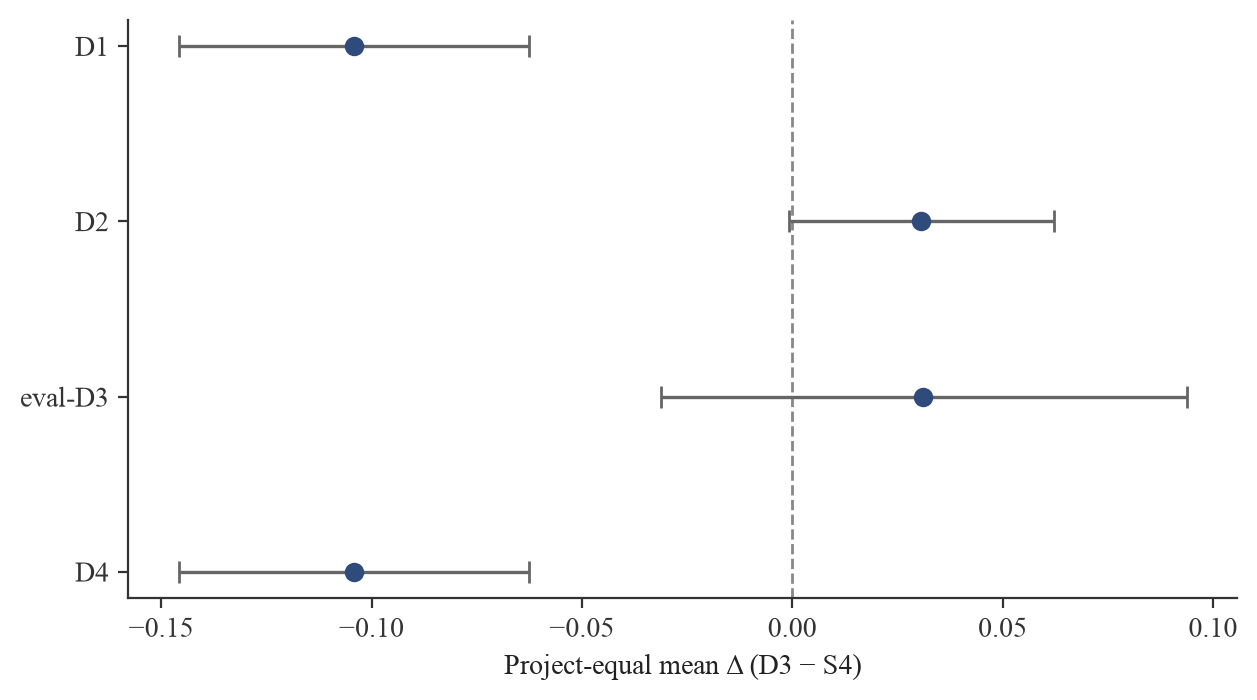 D1
D2
eval-D3
D4
−0.15 −0.10 −0.05 0.00 0.05 0.10
Project-equal mean Δ (D3 − S4)